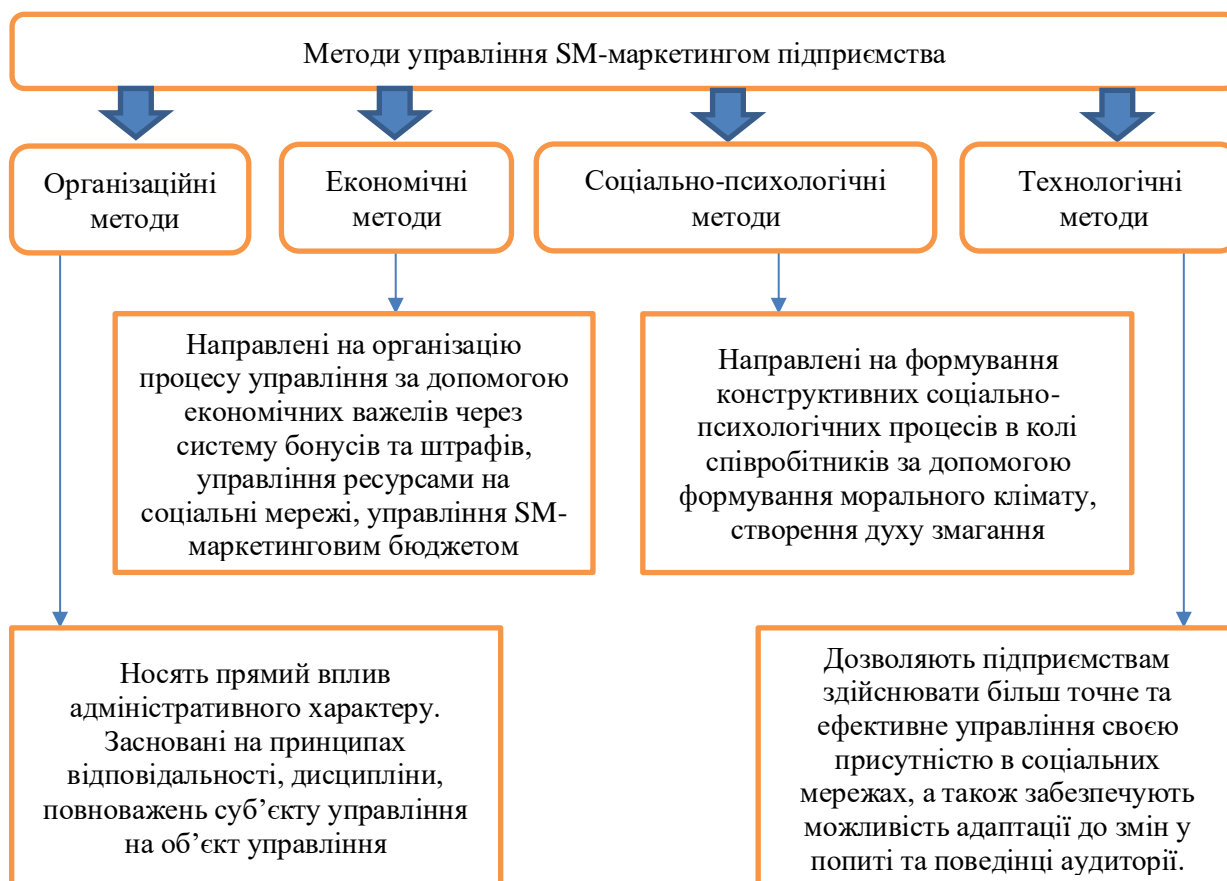 Методи управління SM-маркетингом підприємства
Організаційні
методи
Економічні
методи
Соціально-психологічні
методи
Технологічні
методи
Направлені на організацію
процесу управління за допомогою
економічних важелів через
систему бонусів та штрафів,
управління ресурсами на
соціальні мережі, управління SM-
маркетинговим бюджетом
Направлені на формування
конструктивних соціально-
психологічних процесів в колі
співробітників за допомогою
формування морального клімату,
створення духу змагання
Носять прямий вплив
адміністративного характеру.
Засновані на принципах
відповідальності, дисципліни,
повноважень суб’єкту управління
на об’єкт управління
Дозволяють підприємствам
здійснювати більш точне та
ефективне управління своєю
присутністю в соціальних
мережах, а також забезпечують
можливість адаптації до змін у
попиті та поведінці аудиторії.